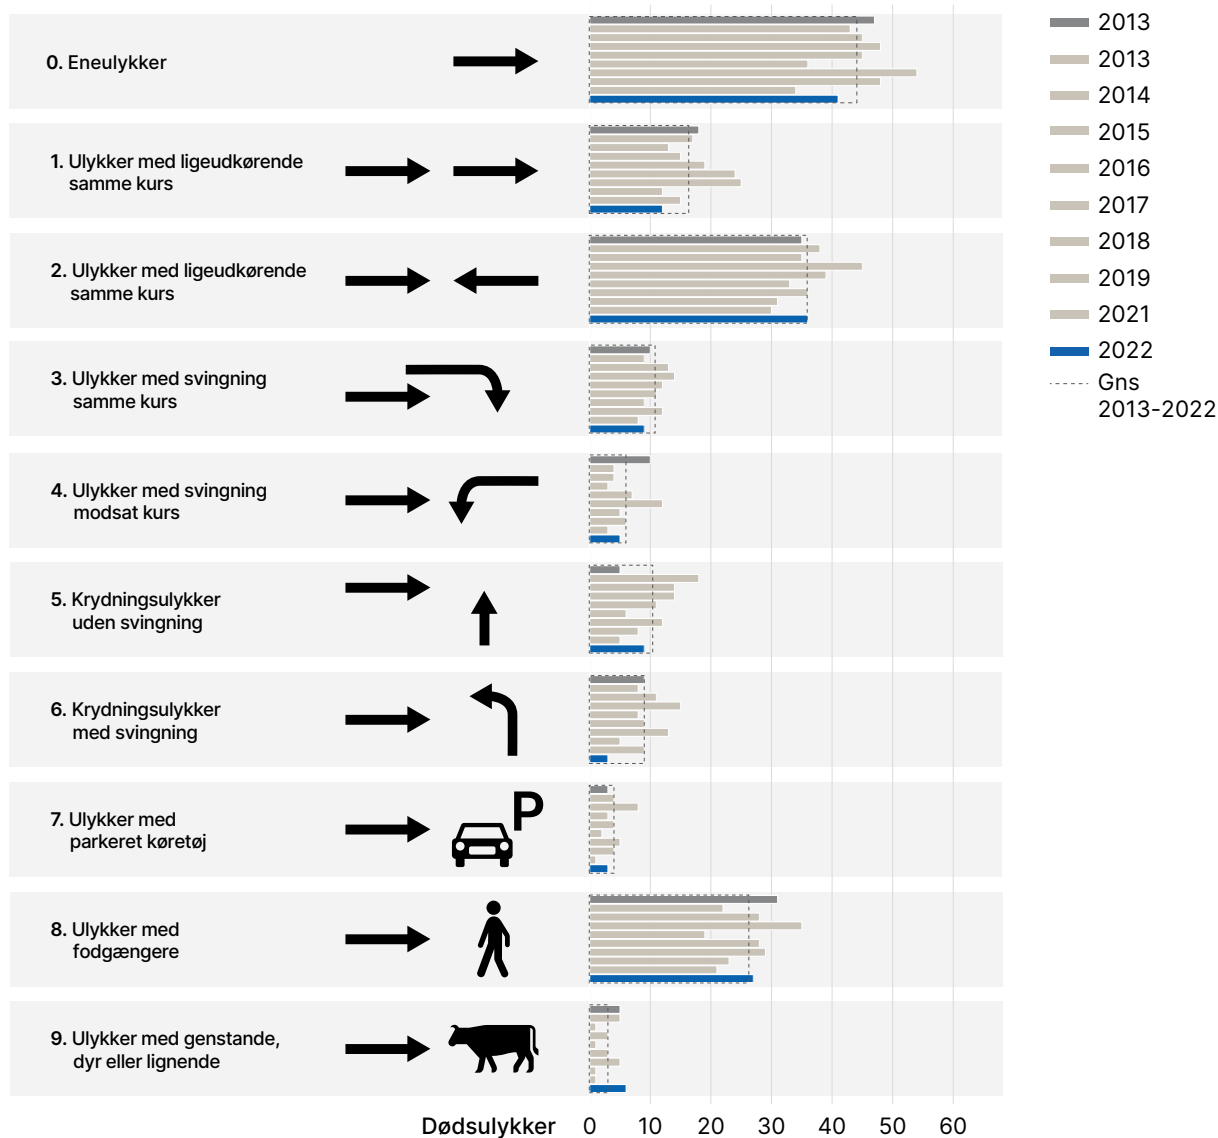 0. Eneulykker
1. Ulykker med ligeudkørende
samme kurs
2. Ulykker med ligeudkørende
samme kurs
3. Ulykker med svingning
samme kurs
4. Ulykker med svingning
modsat kurs
5. Krydningsulykker
uden svingning
6. Krydningsulykker
med svingning
7. Ulykker med
parkeret køretøj
P
8. Ulykker med
fodgængere
9. Ulykker med genstande,
dyr eller lignende
Dødsulykker 0 10 20 30 40 50 60
2013
2013
2014
2015
2016
2017
2018
2019
2021
2022
Gns
2013-2022